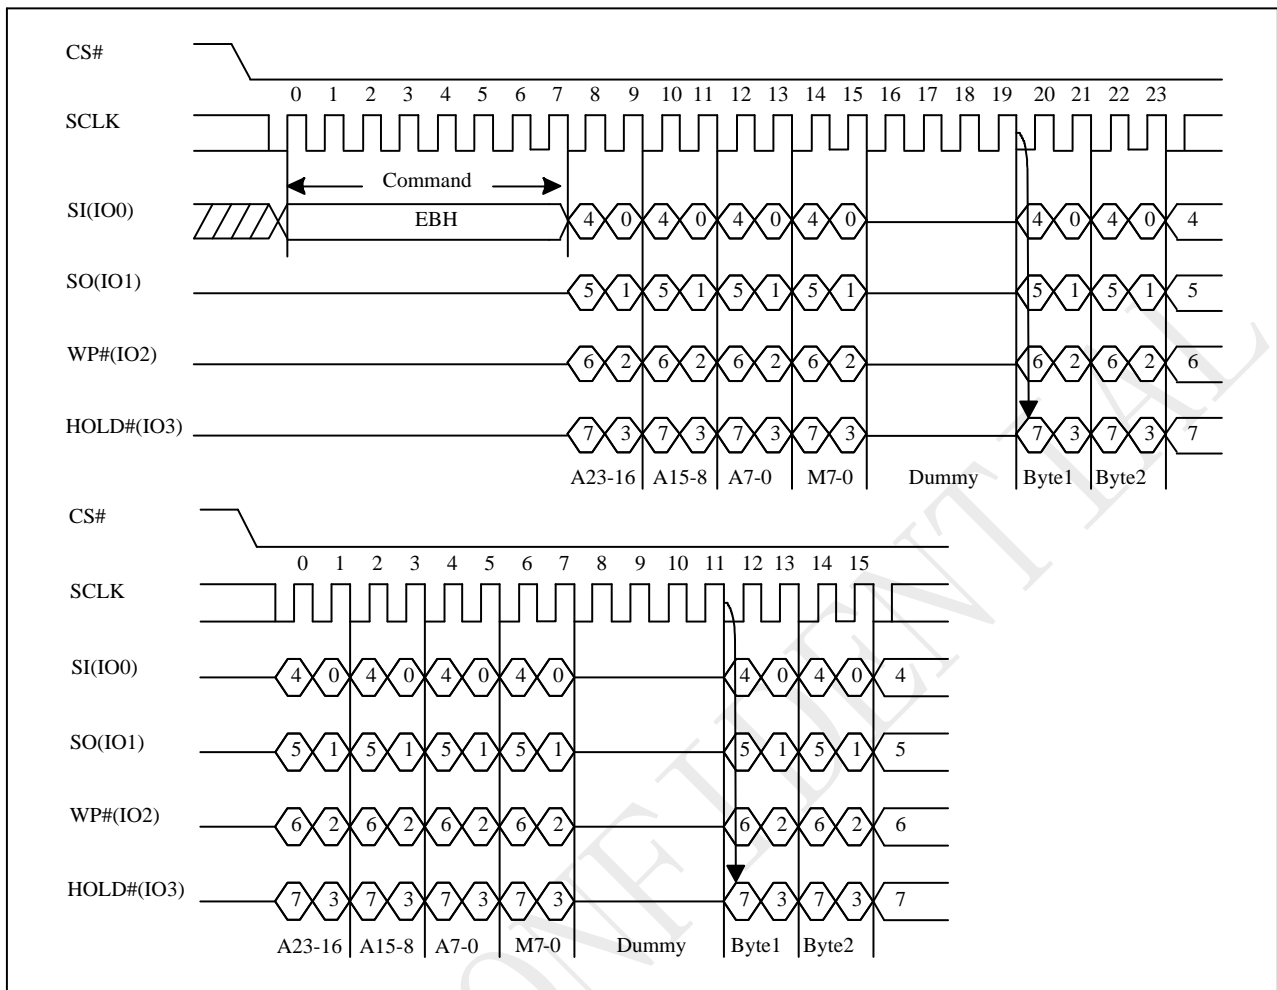 CS#
0 1 2 3 4 5 6 7 8 9 10 11 12 13 14 15 16 17 18 19 20 21 22 23
SCLK
Command
SI(IO0) EBH 4 0 4 0 4 0 4 0 4 0 4 0 4
SO(IO1) 5 1 5 1 5 1 5 1 5 1 5 1 5
WP#(IO2) 6 2 6 2 6 2 6 2 6 2 6 2 6
HOLD#(IO3) 7 3 7 3 7 3 7 3 7 3 7 3 7
A23-16 A15-8 A7-0 M7-0 Dummy Byte1 Byte2
CS#
0 1 2 3 4 5 6 7 8 9 10 11 12 13 14 15
SCLK
SI(IO0) 4 0 4 0 4 0 4 0 4 0 4 0 4
SO(IO1) 5 1 5 1 5 1 5 1 5 1 5 1 5
WP#(IO2) 6 2 6 2 6 2 6 2 6 2 6 2 6
HOLD#(IO3) 7 3 7 3 7 3 7 3 7 3 7 3 7
A23-16 A15-8 A7-0 M7-0 Dummy Byte1 Byte2
ONFIDENTIAL